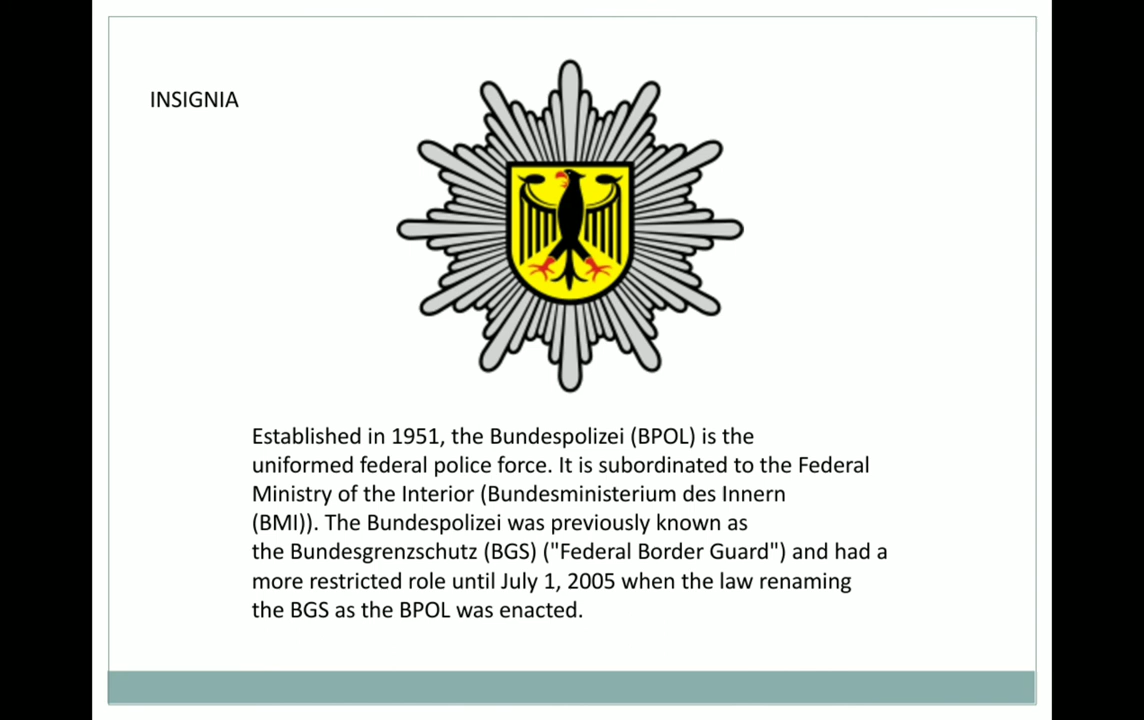 INSIGNIA
Established in 1951, the Bundespolizei (BPOL) is the
uniformed federal police force. It is subordinated to the Federal
Ministry of the Interior (Bundesministerium des Innern
(BMI)). The Bundespolizei was previously known as
the Bundesgrenzschutz (BGS) ("Federal Border Guard") and had a
more restricted role until July 1, 2005 when the law renaming
the BGS as the BPOL was enacted.